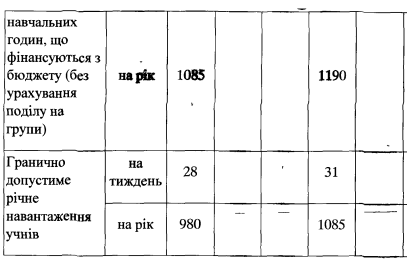 навчальних
годин, що
фінансуються з
бюджету (без
урахування
поділу на
групи)
на рік 1085 1190
Гранично
допустиме
річне
навантаження
учнів
на
тиждень
28 31
на рік 980 1085